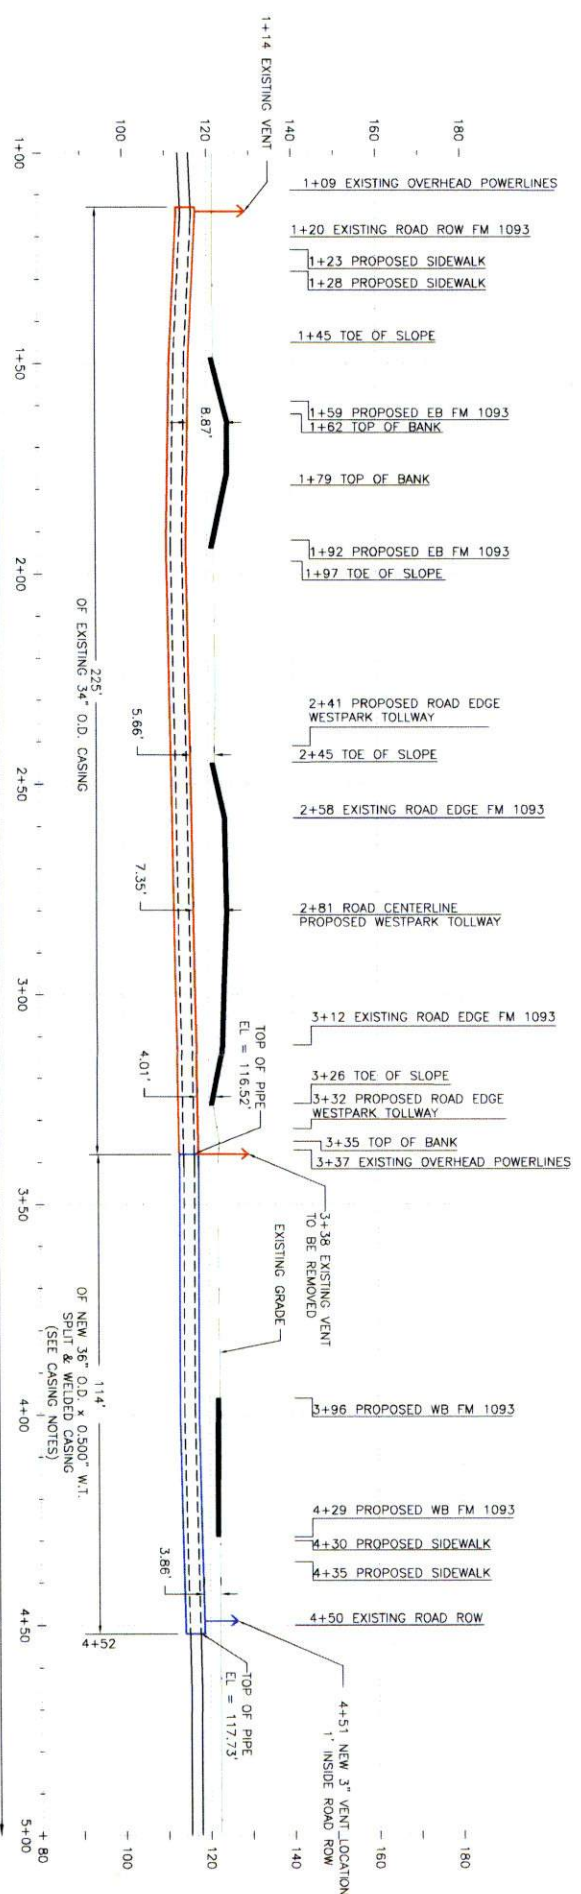 1+14 EXISTING VENT
100
120
140
160
180
1+00
1+50
2+00
2+50
3+00
3+50
4+00
4+50
5+00
1+09 EXISTING OVERHEAD POWERLINES
1+20 EXISTING ROAD ROW FM 1093
1+23 PROPOSED SIDEWALK
1+28 PROPOSED SIDEWALK
1+45 TOE OF SLOPE
1+59 PROPOSED EB FM 1093
1+62 TOP OF BANK
1+79 TOP OF BANK
1+92 PROPOSED EB FM 1093
1+97 TOE OF SLOPE
2+41 PROPOSED ROAD EDGE
WESTPARK TOLLWAY
2+45 TOE OF SLOPE
2+58 EXISTING ROAD EDGE FM 1093
2+81 ROAD CENTERLINE
PROPOSED WESTPARK TOLLWAY
3+12 EXISTING ROAD EDGE FM 1093
3+26 TOE OF SLOPE
3+32 PROPOSED ROAD EDGE
WESTPARK TOLLWAY
3+35 TOP OF BANK
3+37 EXISTING OVERHEAD POWERLINES
3+38 EXISTING VENT
TO BE REMOVED
EXISTING GRADE
3+96 PROPOSED WB FM 1093
4+29 PROPOSED WB FM 1093
4+30 PROPOSED SIDEWALK
4+35 PROPOSED SIDEWALK
4+50 EXISTING ROAD ROW
4+51 NEW 3" VENT LOCATION
1' INSIDE ROAD ROW
8.87'
5.66'
7.35'
4.01'
3.86'
TOP OF PIPE
EL = 116.52'
TOP OF PIPE
EL = 117.73'
225'
OF EXISTING 34" O.D. CASING
114'
OF NEW 36" O.D. x 0.500" W.T.
SPLIT & WELDED CASING
(SEE CASING NOTES)
4+52
80
100
120
140
160
180